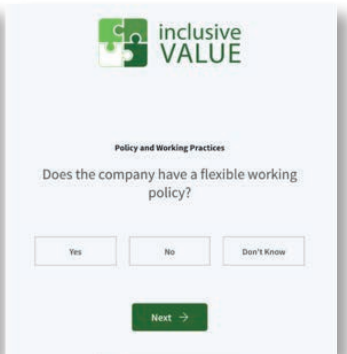 inclusive
VALUE
Policy and Working Practices
Does the company have a flexible working
policy?
Yes
No
Don't Know
Next →